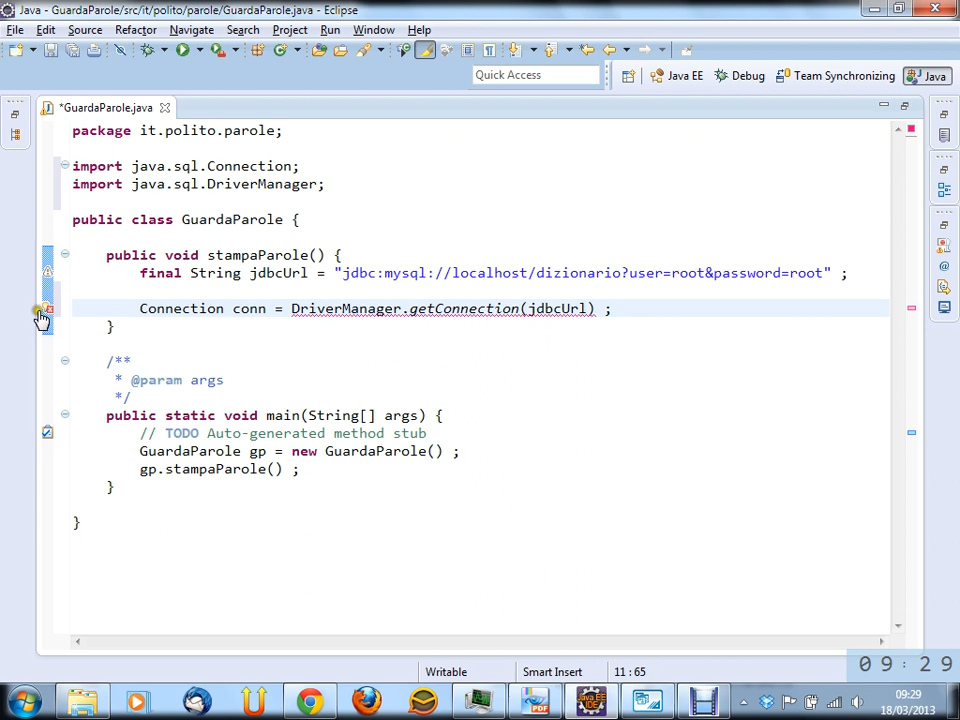 Java - GuardaParole/src/it/polito/parole/GuardaParole.java - Eclipse
File Edit Source Refactor Navigate Search Project Run Window Help
Quick Access Java EE Debug Team Synchronizing Java
*GuardaParole.java
package it.polito.parole;
import java.sql.Connection;
import java.sql.DriverManager;
public class GuardaParole {
public void stampaParole() {
final String jdbcUrl = "jdbc:mysql://localhost/dizionario?user=root&password=root" ;
Connection conn = DriverManager.getConnection(jdbcUrl) ;
}
/**
* @param args
*/
public static void main(String[] args) {
// TODO Auto-generated method stub
GuardaParole gp = new GuardaParole() ;
gp.stampaParole() ;
}
}
Writable Smart Insert 11 : 65
09:29
09:29
18/03/2013